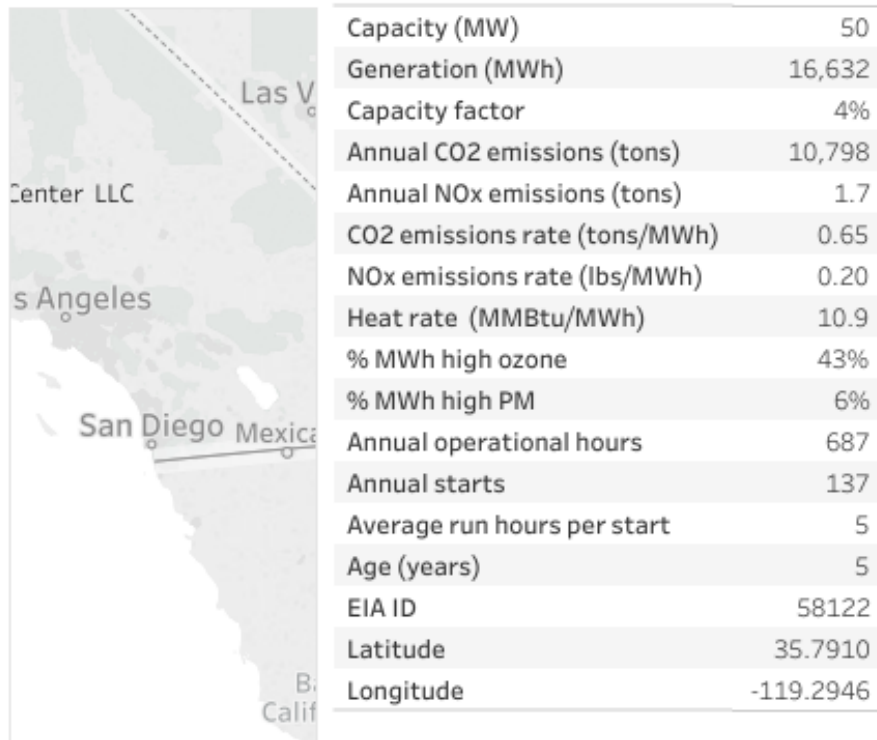 Las V
Center LLC
s Angeles
San Diego
Mexica
Ba
Calif
Capacity (MW) 50
Generation (MWh) 16,632
Capacity factor 4%
Annual CO2 emissions (tons) 10,798
Annual NOx emissions (tons) 1.7
CO2 emissions rate (tons/MWh) 0.65
NOx emissions rate (lbs/MWh) 0.20
Heat rate (MMBtu/MWh) 10.9
% MWh high ozone 43%
% MWh high PM 6%
Annual operational hours 687
Annual starts 137
Average run hours per start 5
Age (years) 5
EIA ID 58122
Latitude 35.7910
Longitude -119.2946